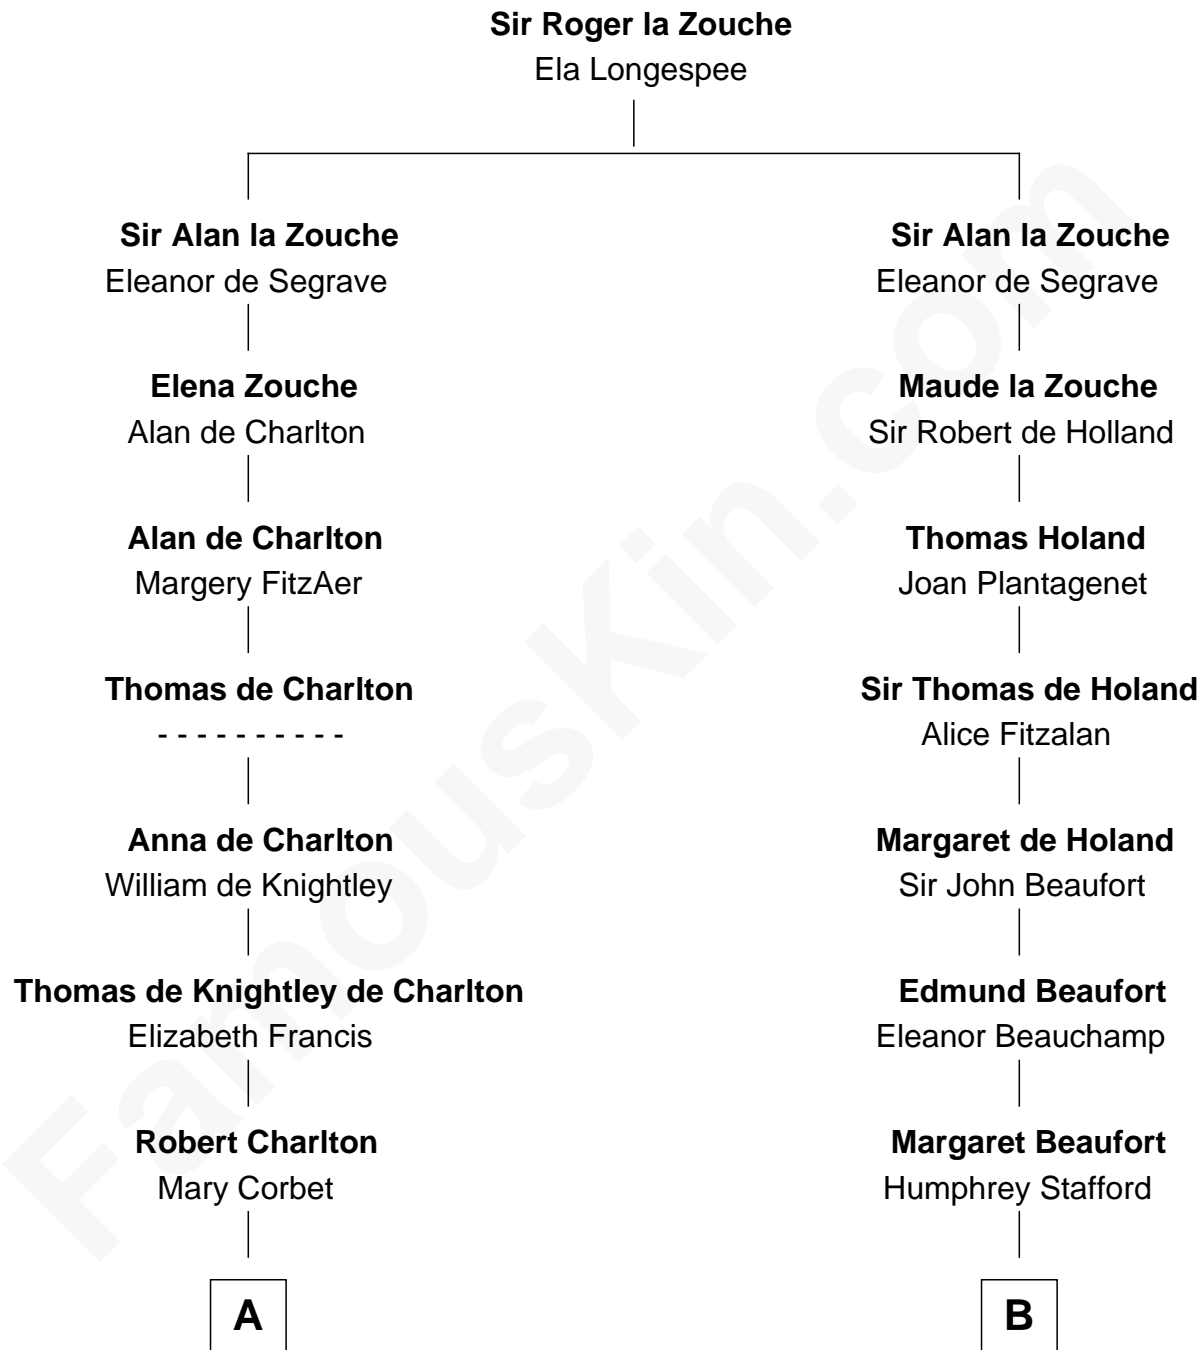 Sir Roger la Zouche
Ela Longespee
Sir Alan la Zouche
Eleanor de Segrave
Sir Alan la Zouche
Eleanor de Segrave
Elena Zouche
Alan de Charlton
Maude la Zouche
Sir Robert de Holland
Alan de Charlton
Margery FitzAer
Thomas Holand
Joan Plantagenet
Thomas de Charlton
- - - - - - - - - -
Sir Thomas de Holand
Alice Fitzalan
Anna de Charlton
William de Knightley
Margaret de Holand
Sir John Beaufort
Thomas de Knightley de Charlton
Elizabeth Francis
Edmund Beaufort
Eleanor Beauchamp
Robert Charlton
Mary Corbet
Margaret Beaufort
Humphrey Stafford
A
B
FamousKin.com